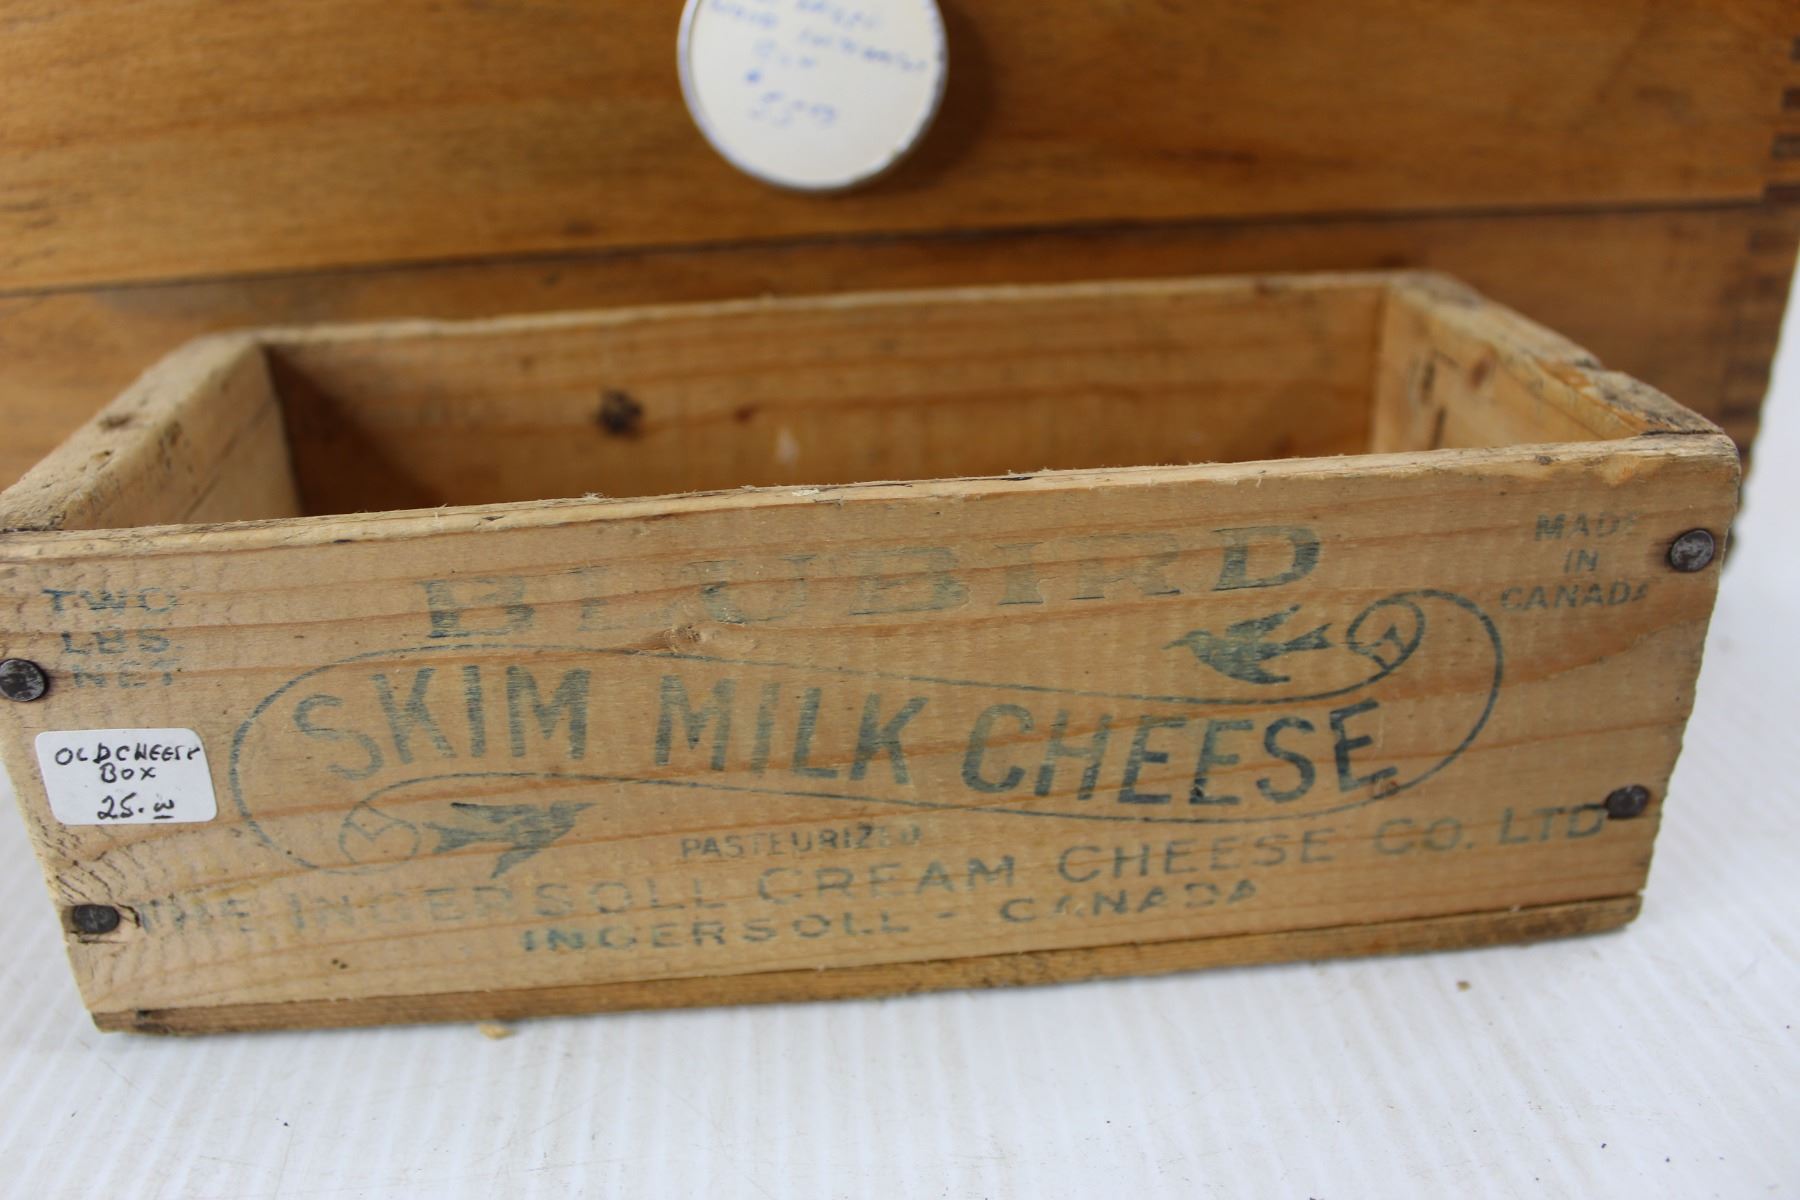 BLUBIRD
MADE
IN
CANADA
TWO
LBS.
NET
SKIM MILK CHEESE
OLD CHEESE
BOX
25.00
PASTEURIZED
THE INGERSOLL CREAM CHEESE CO. LTD
INGERSOLL - CANADA